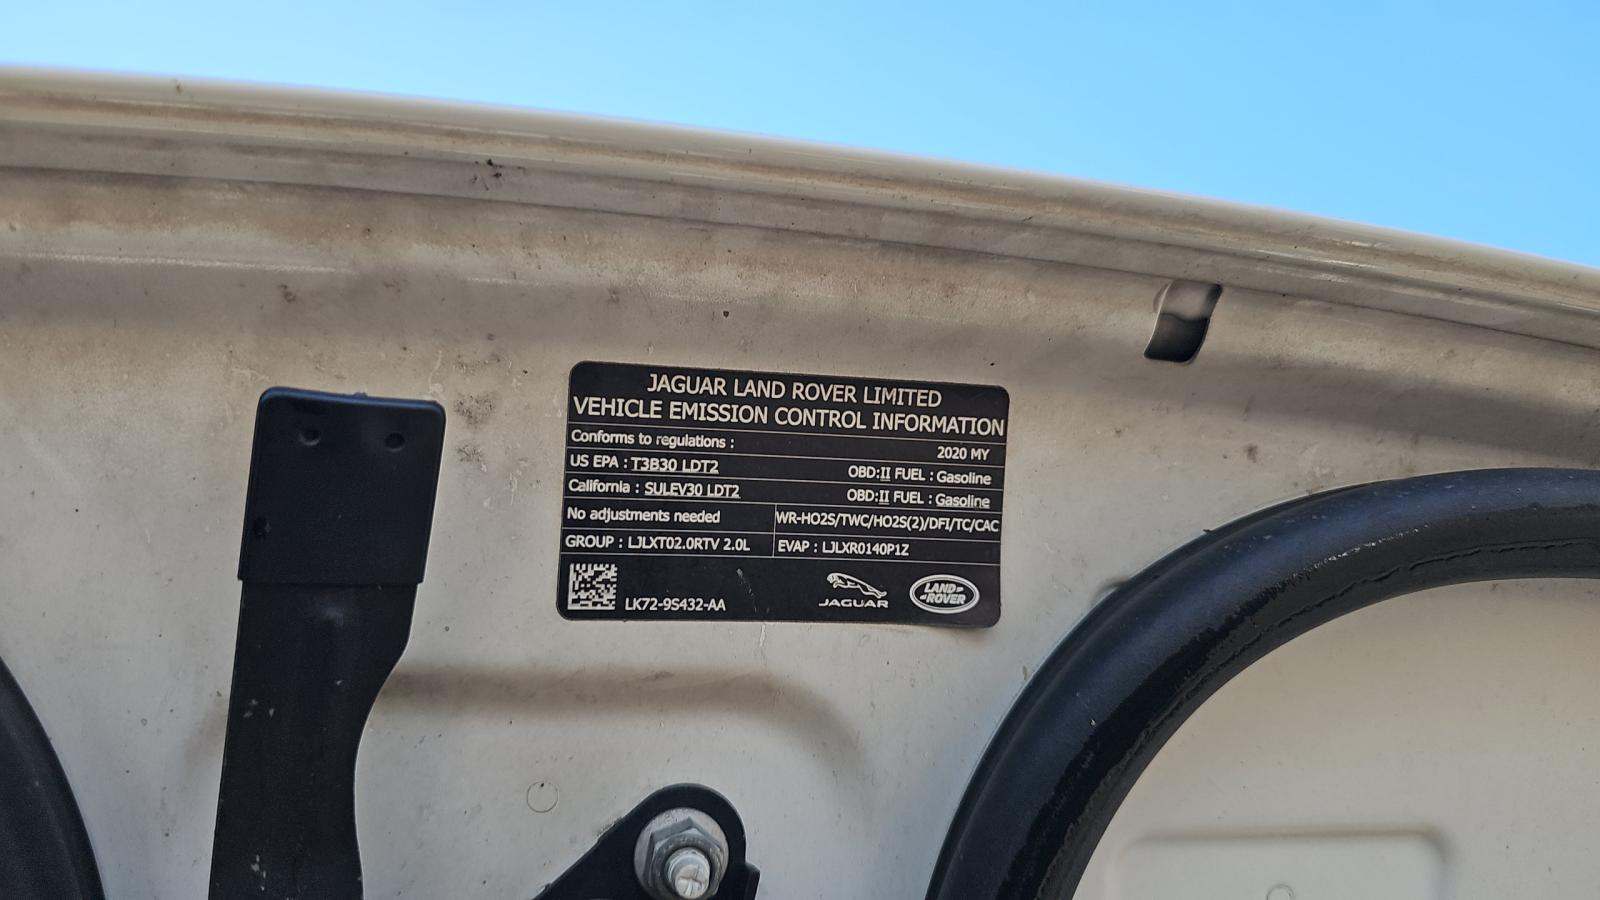 JAGUAR LAND ROVER LIMITED
VEHICLE EMISSION CONTROL INFORMATION
Conforms to regulations : 2020 MY
US EPA : T3B30 LDT2 OBD:II FUEL : Gasoline
California : SULEV30 LDT2 OBD:II FUEL : Gasoline
No adjustments needed WR-HO2S/TWC/HO2S(2)/DFI/TC/CAC
GROUP : LJLXT02.0RTV 2.0L EVAP : LJLXR0140P1Z
LK72-9S432-AA JAGUAR LAND ROVER